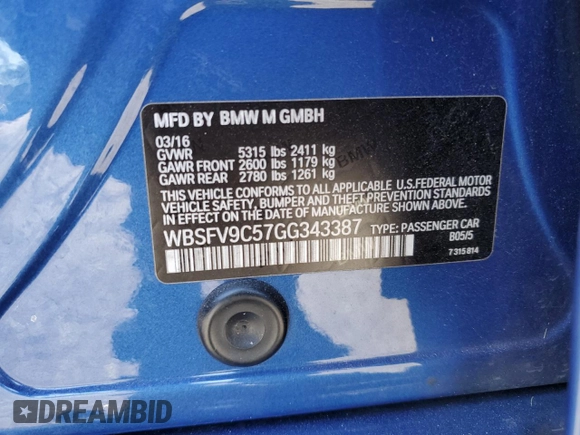 MFD BY BMW M GMBH
03/16
GVWR 5315 lbs 2411 kg
GAWR FRONT 2600 lbs 1179 kg
GAWR REAR 2780 lbs 1261 kg
THIS VEHICLE CONFORMS TO ALL APPLICABLE U.S.FEDERAL MOTOR
VEHICLE SAFETY, BUMPER AND THEFT PREVENTION STANDARDS
IN EFFECT ON THE DATE OF MANUFACTURE SHOWN ABOVE.
WBSFV9C57GG343387 TYPE: PASSENGER CAR
B05/5
7315814
DREAMBID